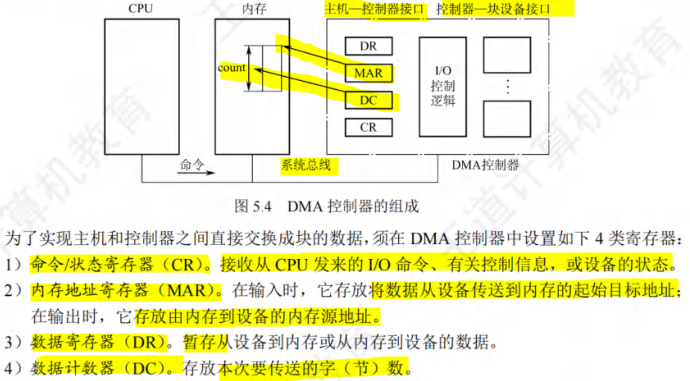 CPU 内存 主机—控制器接口 控制器—块设备接口
DR
MAR
count
I/O
控制
逻辑
DC
CR
命令 系统总线 DMA控制器
图 5.4 DMA 控制器的组成
为了实现主机和控制器之间直接交换成块的数据,须在 DMA 控制器中设置如下 4 类寄存器:
1)命令/状态寄存器(CR)。接收从 CPU 发来的 I/O 命令、有关控制信息,或设备的状态。
2)内存地址寄存器(MAR)。在输入时,它存放将数据从设备传送到内存的起始目标地址;
在输出时,它存放由内存到设备的内存源地址。
3)数据寄存器(DR)。暂存从设备到内存或从内存到设备的数据。
4)数据计数器(DC)。存放本次要传送的字(节)数。